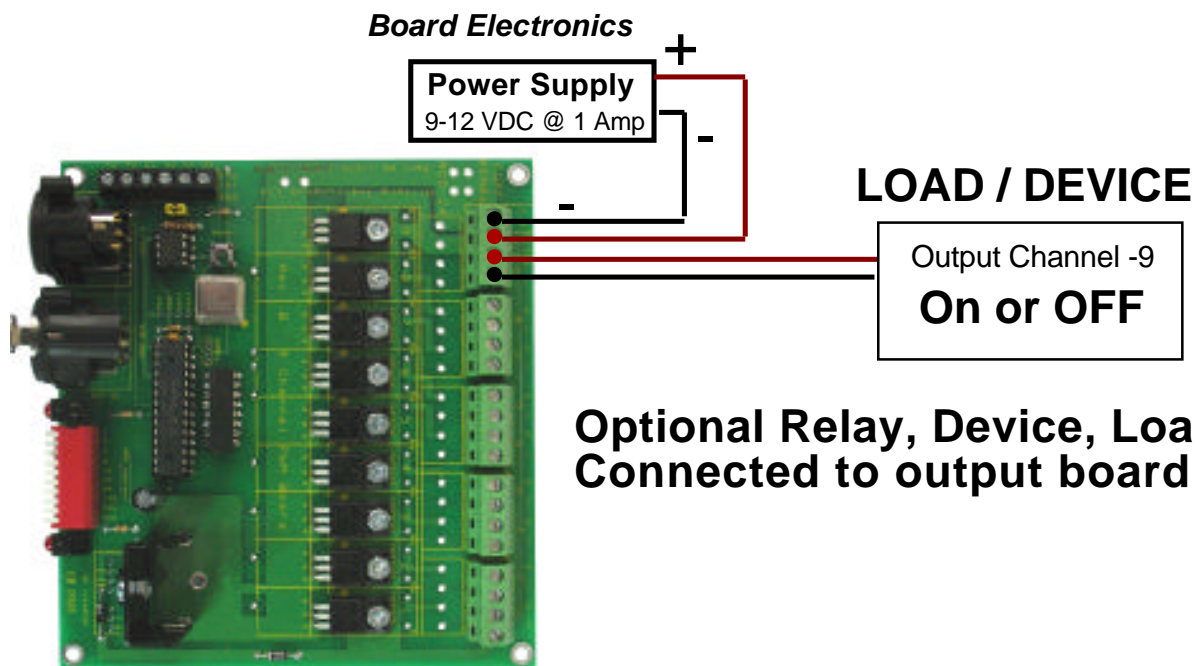 Board Electronics
+
Power Supply
9-12 VDC @ 1 Amp
-
-
LOAD / DEVICE
Output Channel -9
On or OFF
Optional Relay, Device, Loa
Connected to output board